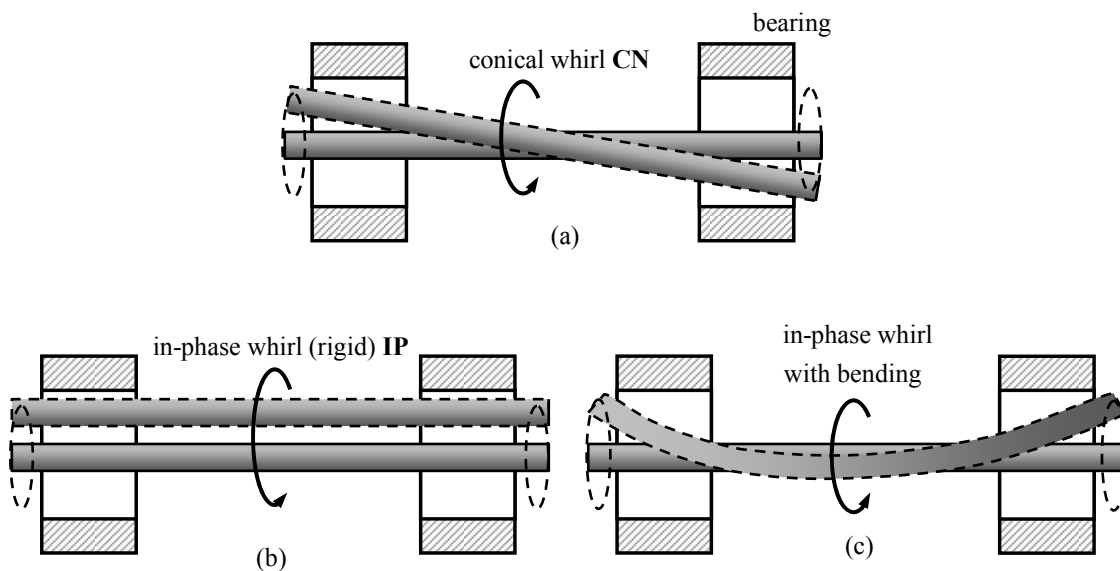 bearing
conical whirl CN
(a)
in-phase whirl (rigid) IP
(b)
in-phase whirl
with bending
(c)